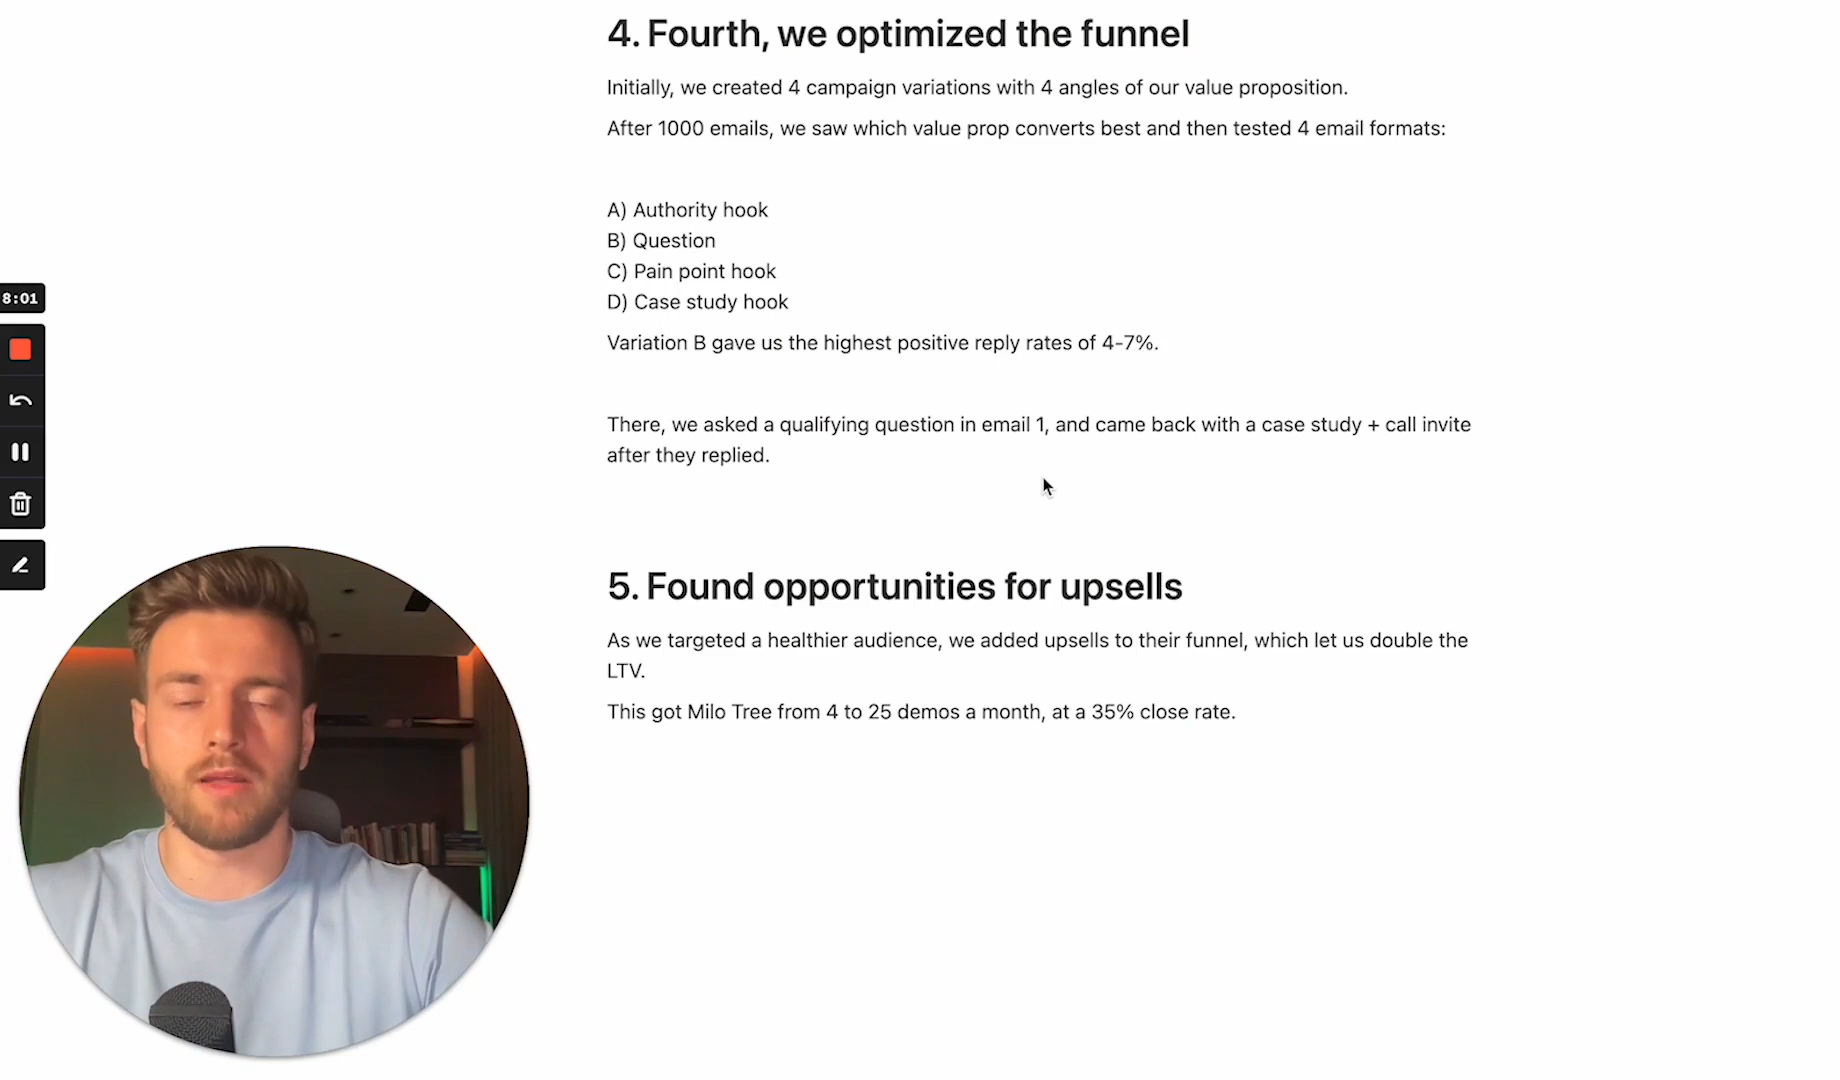 4. Fourth, we optimized the funnel
Initially, we created 4 campaign variations with 4 angles of our value proposition.
After 1000 emails, we saw which value prop converts best and then tested 4 email formats:
A) Authority hook
B) Question
C) Pain point hook
D) Case study hook
Variation B gave us the highest positive reply rates of 4-7%.
There, we asked a qualifying question in email 1, and came back with a case study + call invite
after they replied.
8:01
5. Found opportunities for upsells
As we targeted a healthier audience, we added upsells to their funnel, which let us double the
LTV.
This got Milo Tree from 4 to 25 demos a month, at a 35% close rate.